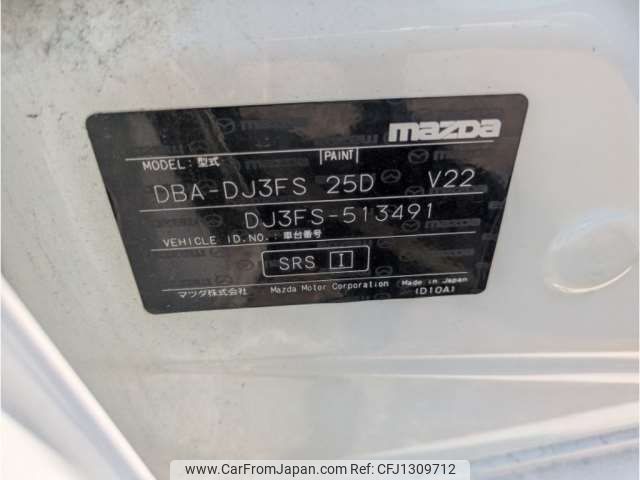 mazda
MODEL:型式 PAINT
DBA-DJ3FS 25D V22
DJ3FS-513491
VEHICLE ID.NO.:車台番号
SRS I
マツダ株式会社 Mazda Motor Corporation Made in Japan
(D10A)
www.CarFromJapan.com | CarFromJapan - CFJ1309712